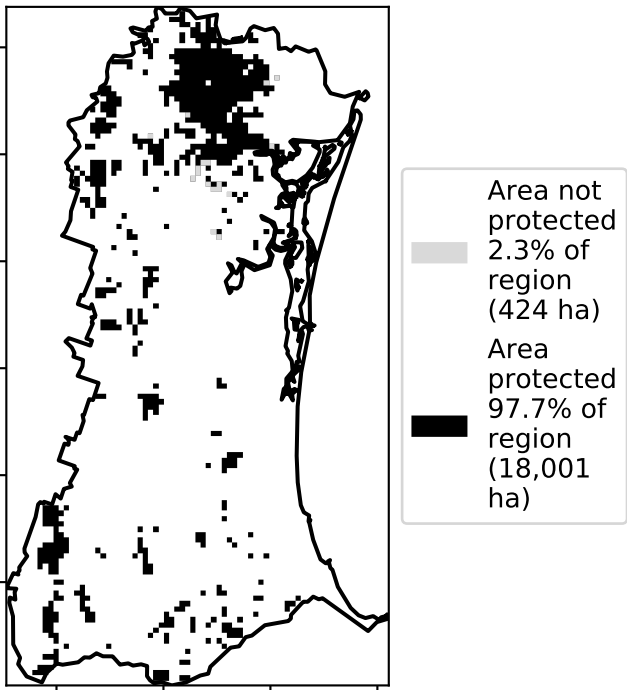 Area not
protected
2.3% of
region
(424 ha)
Area
protected
97.7% of
region
(18,001
ha)